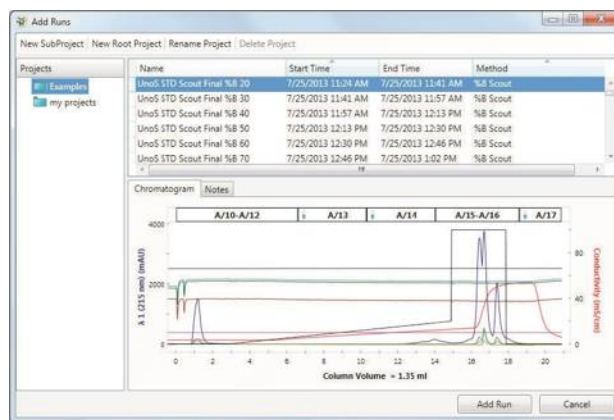 Add Runs
New SubProject New Root Project Rename Project Delete Project
Projects
Examples
my projects
Name Start Time End Time Method
UnoS STD Scout Final %B 20 7/25/2013 11:24 AM 7/25/2013 11:41 AM %B Scout
UnoS STD Scout Final %B 30 7/25/2013 11:41 AM 7/25/2013 11:57 AM %B Scout
UnoS STD Scout Final %B 40 7/25/2013 11:57 AM 7/25/2013 12:13 PM %B Scout
UnoS STD Scout Final %B 50 7/25/2013 12:13 PM 7/25/2013 12:30 PM %B Scout
UnoS STD Scout Final %B 60 7/25/2013 12:30 PM 7/25/2013 12:46 PM %B Scout
UnoS STD Scout Final %B 70 7/25/2013 12:46 PM 7/25/2013 1:02 PM %B Scout
Chromatogram Notes
A/10-A/12 A/13 A/14 A/15-A/16 A/17
λ 1 (215 nm) (mAU)
4000
2000
0
80
40
0
Conductivity (mS/cm)
0 2 4 6 8 10 12 14 16 18 20
Column Volume = 1.35 ml
Add Run Cancel